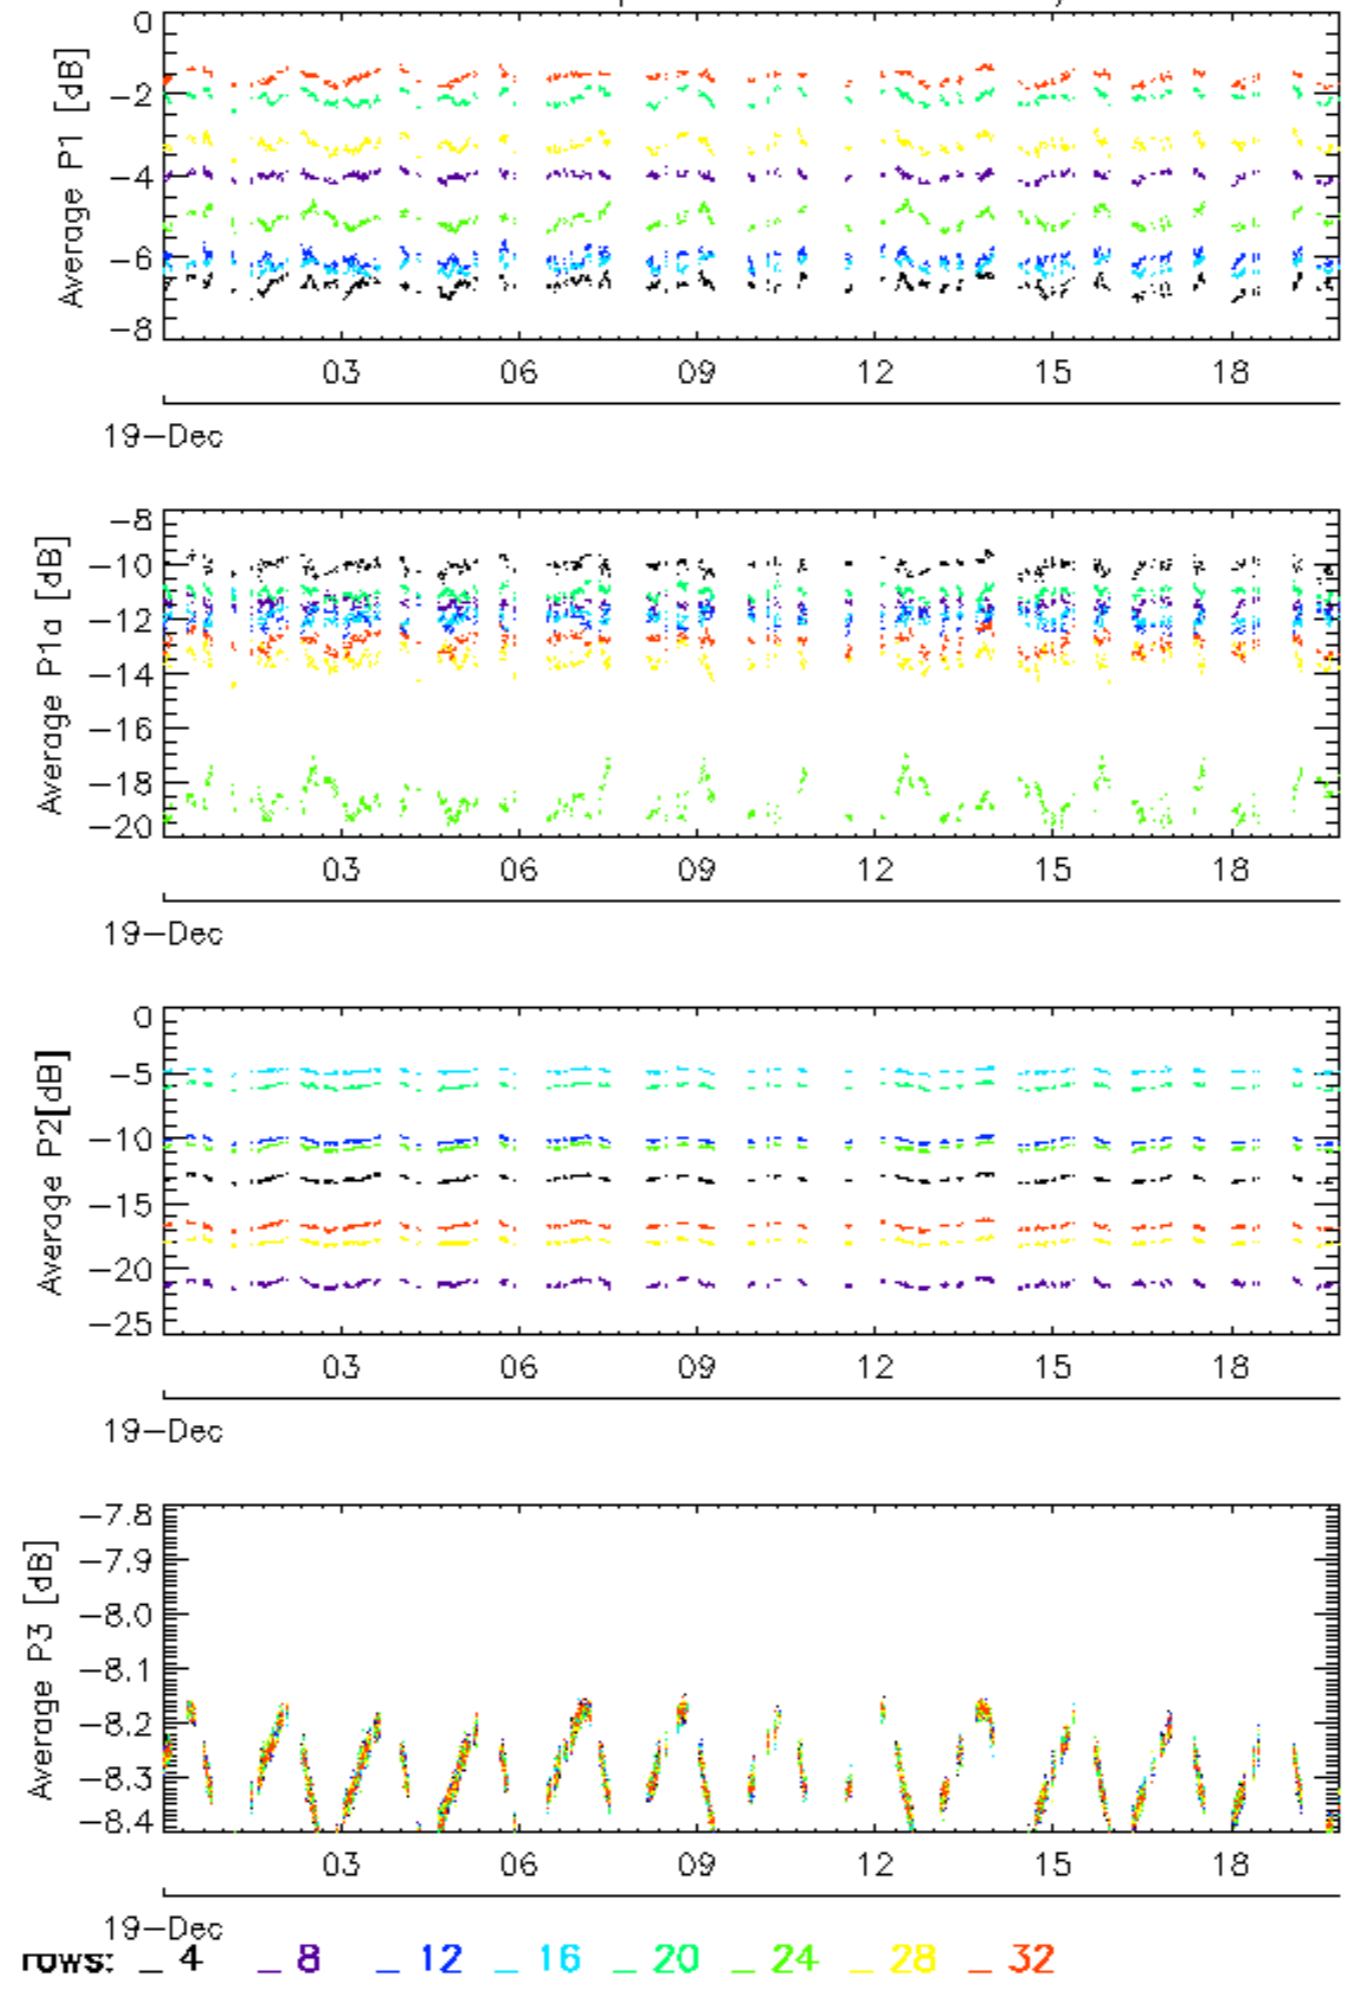 Average P1 [dB]
0
-2
-4
-6
-8
03 06 09 12 15 18
19-Dec
Average P1a [dB]
-8
-10
-12
-14
-16
-18
-20
03 06 09 12 15 18
19-Dec
Average P2[dB]
0
-5
-10
-15
-20
-25
03 06 09 12 15 18
19-Dec
Average P3 [dB]
-7.8
-7.9
-8.0
-8.1
-8.2
-8.3
-8.4
03 06 09 12 15 18
19-Dec
rows: _ 4 _ 8 _ 12 _ 16 _ 20 _ 24 _ 28 _ 32